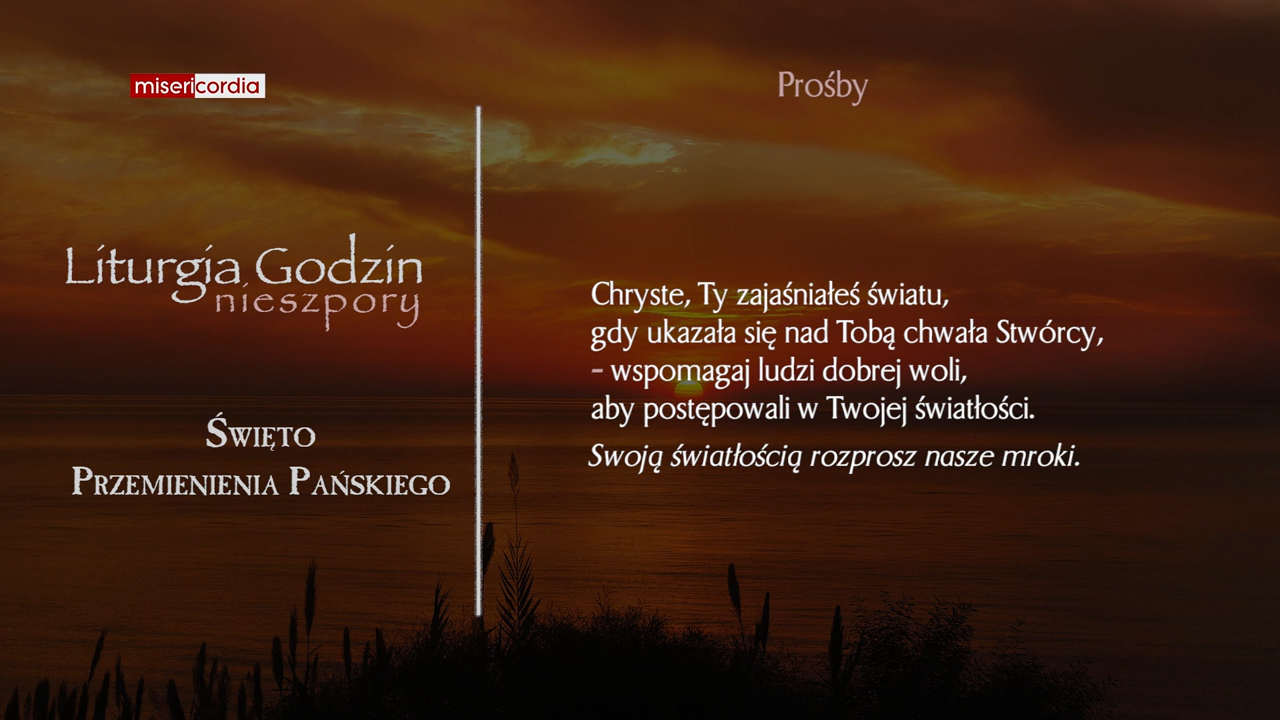 misericordia
Liturgia Godzin
nieszpory
Święto
Przemienienia Pańskiego
Prośby
Chryste, Ty zajaśniałeś światu,
gdy ukazała się nad Tobą chwała Stwórcy,
- wspomagaj ludzi dobrej woli,
aby postępowali w Twojej światłości.
Swoją światłością rozprosz nasze mroki.